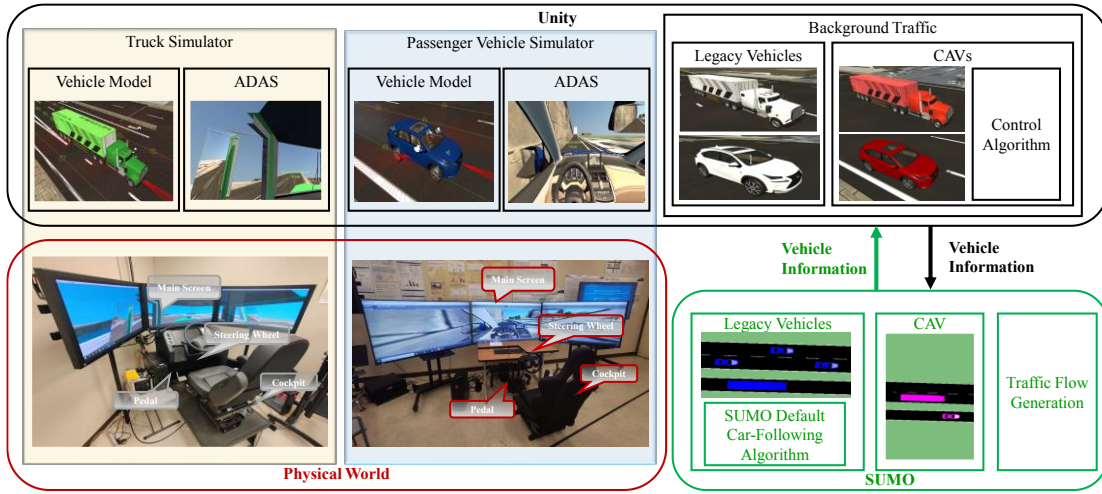 Unity
Truck Simulator
Vehicle Model
ADAS
Passenger Vehicle Simulator
Vehicle Model
ADAS
Background Traffic
Legacy Vehicles
CAVs
Control
Algorithm
Vehicle
Information
Vehicle
Information
Main Screen
Steering Wheel
Cockpit
Pedal
Main Screen
Steering Wheel
Cockpit
Pedal
Physical World
Legacy Vehicles
SUMO Default
Car-Following
Algorithm
CAV
Traffic Flow
Generation
SUMO